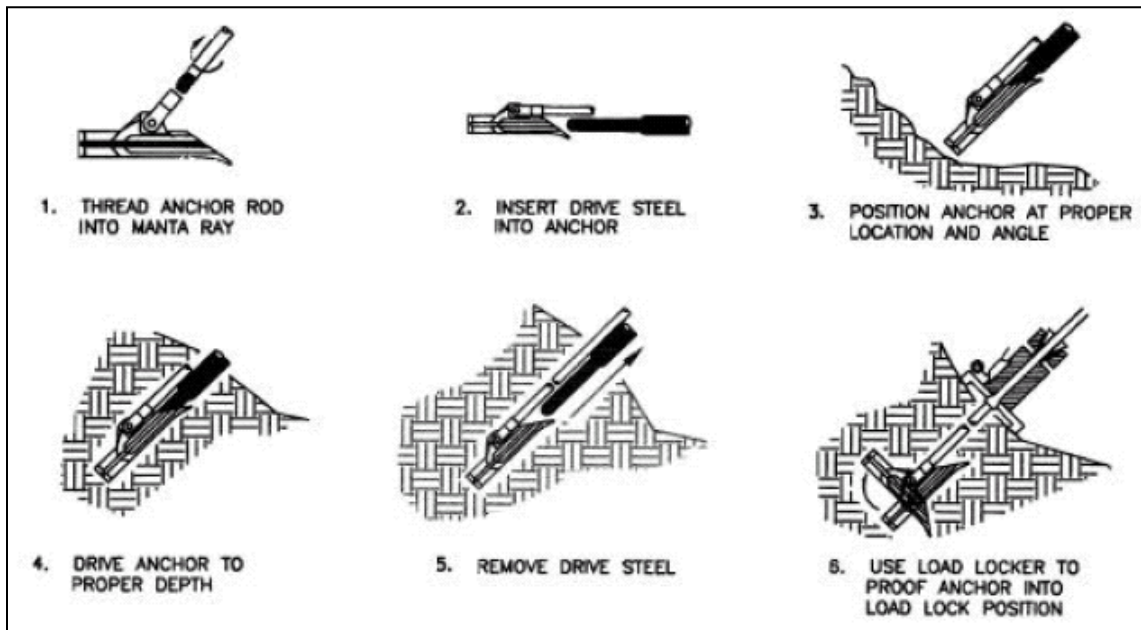 1. THREAD ANCHOR ROD
INTO MANTA RAY
2. INSERT DRIVE STEEL
INTO ANCHOR
3. POSITION ANCHOR AT PROPER
LOCATION AND ANGLE
4. DRIVE ANCHOR TO
PROPER DEPTH
5. REMOVE DRIVE STEEL
6. USE LOAD LOCKER TO
PROOF ANCHOR INTO
LOAD LOCK POSITION